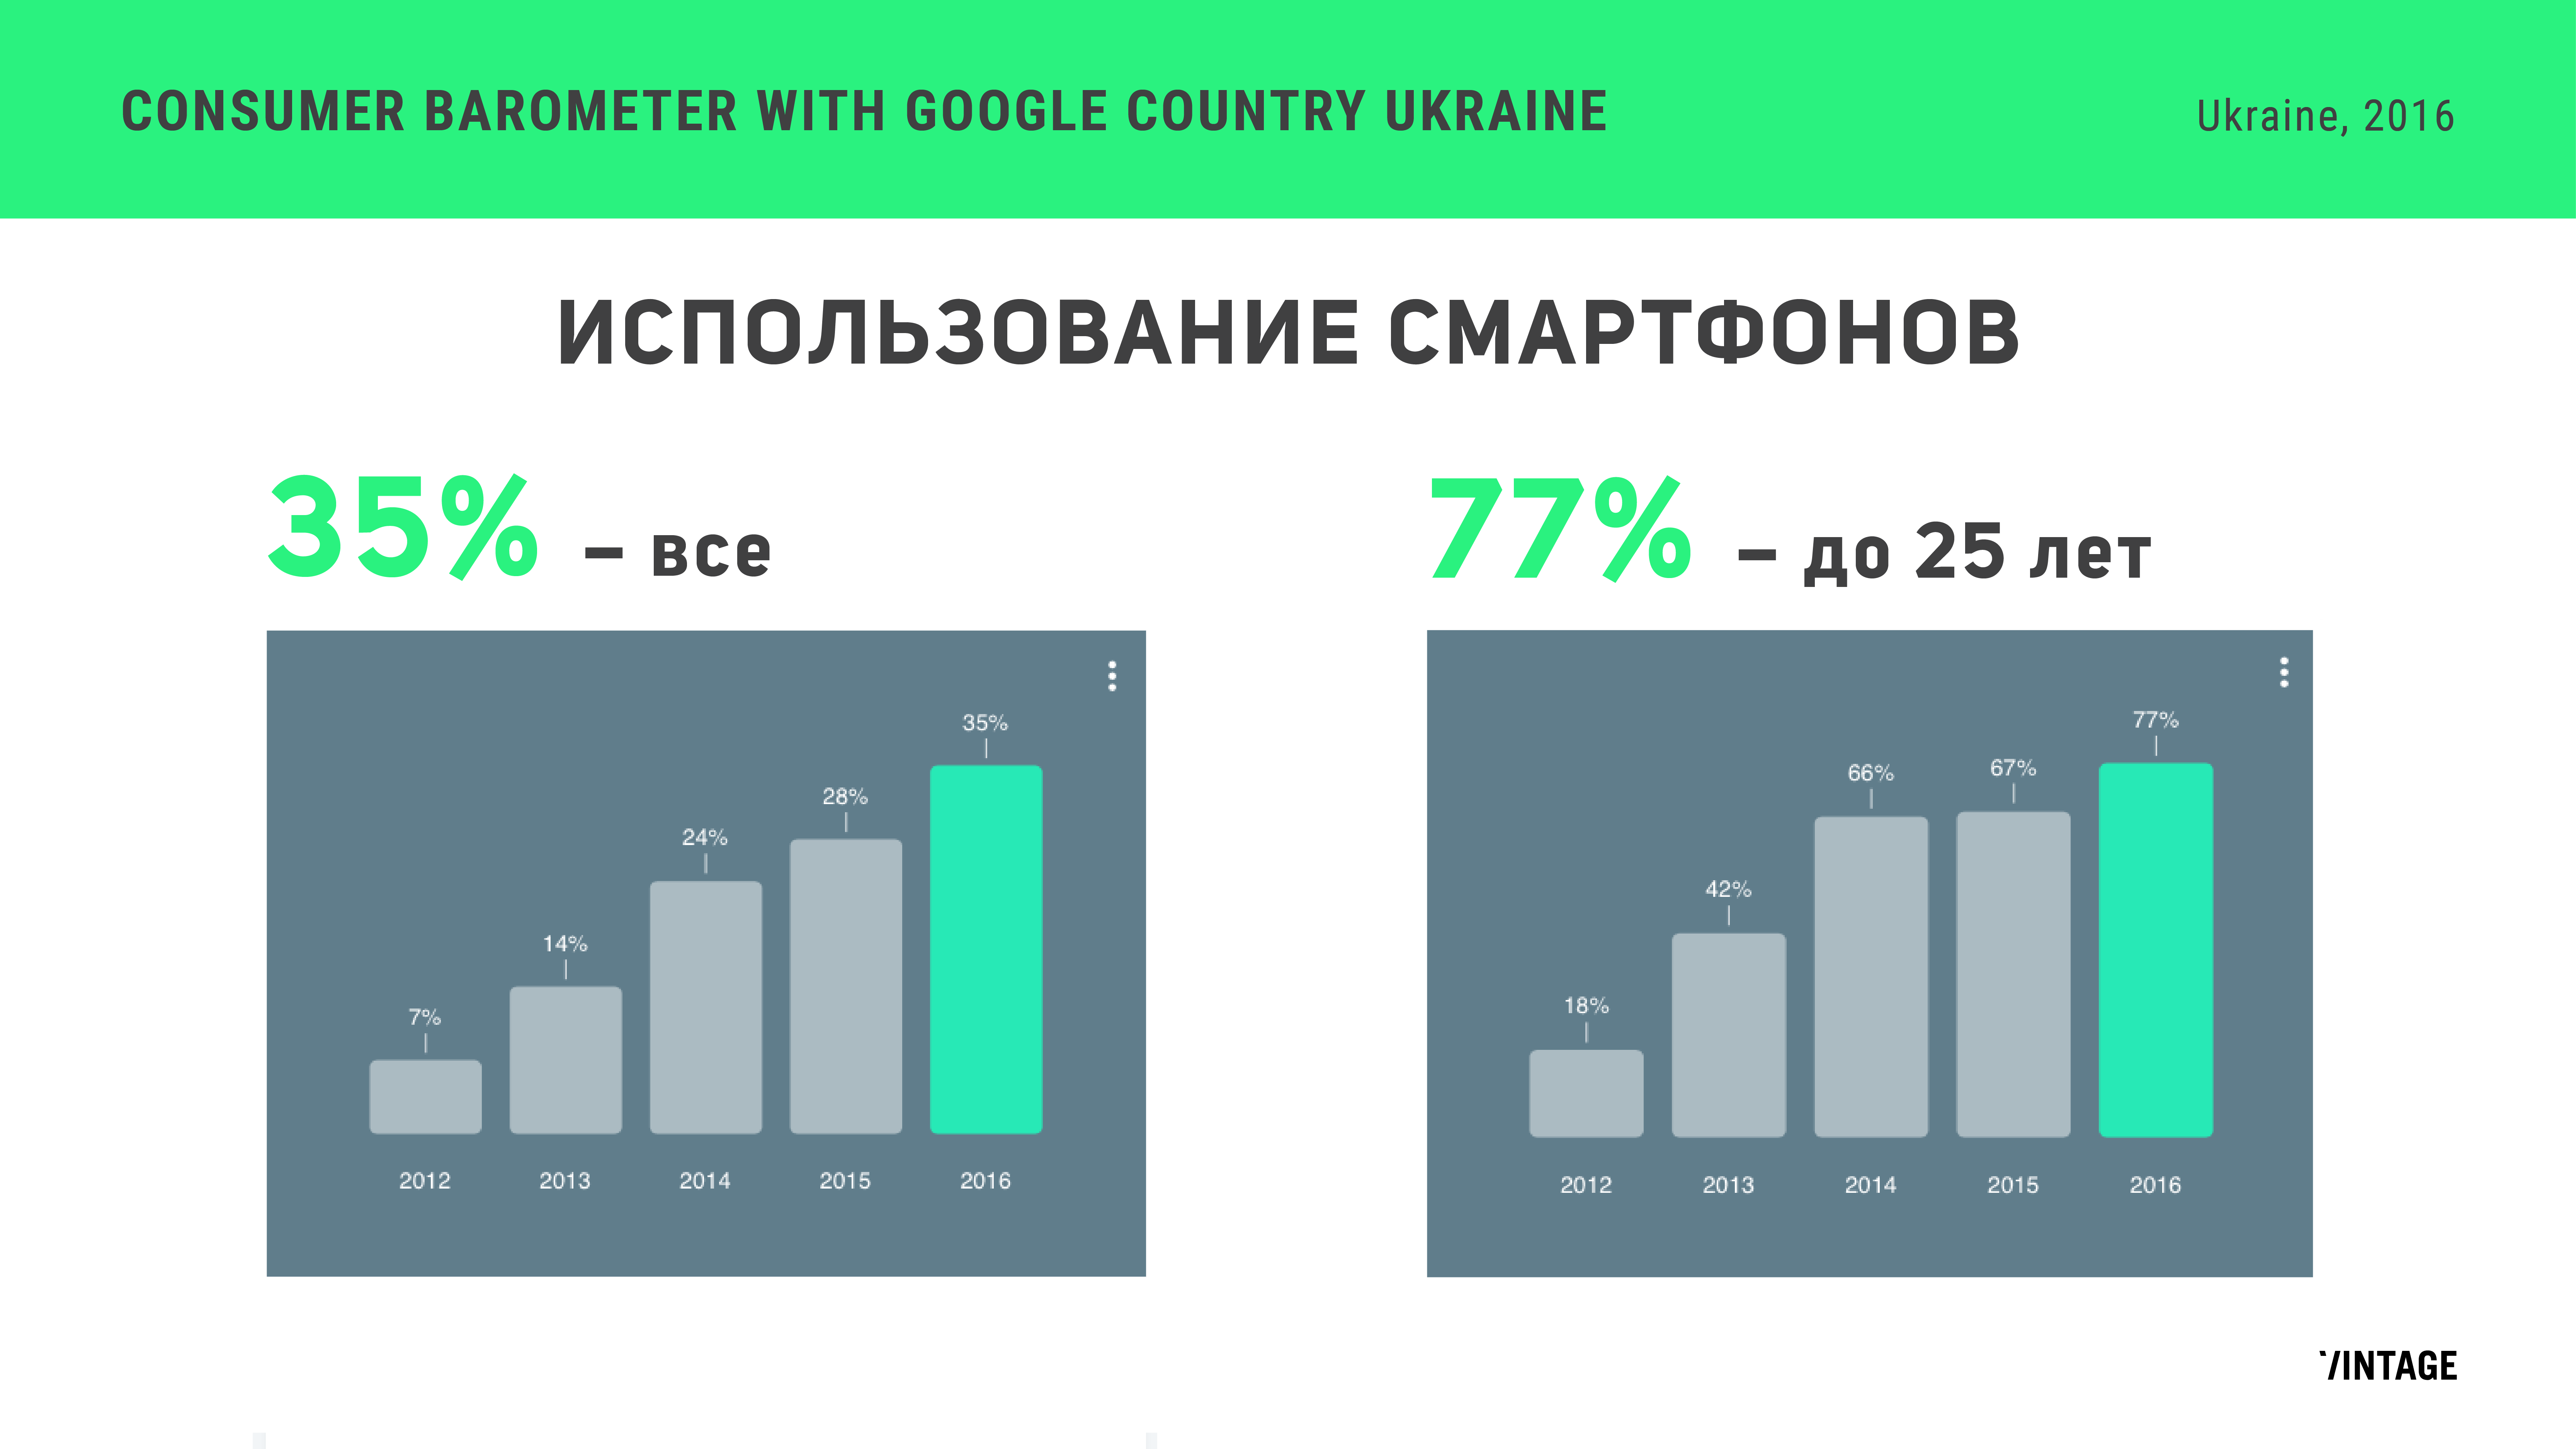 CONSUMER BAROMETER WITH GOOGLE COUNTRY UKRAINE
Ukraine, 2016
ИСПОЛЬЗОВАНИЕ СМАРТФОНОВ
35% – все
7%
14%
24%
28%
35%
2012 2013 2014 2015 2016
77% – до 25 лет
18%
42%
66%
67%
77%
2012 2013 2014 2015 2016
VINTAGE